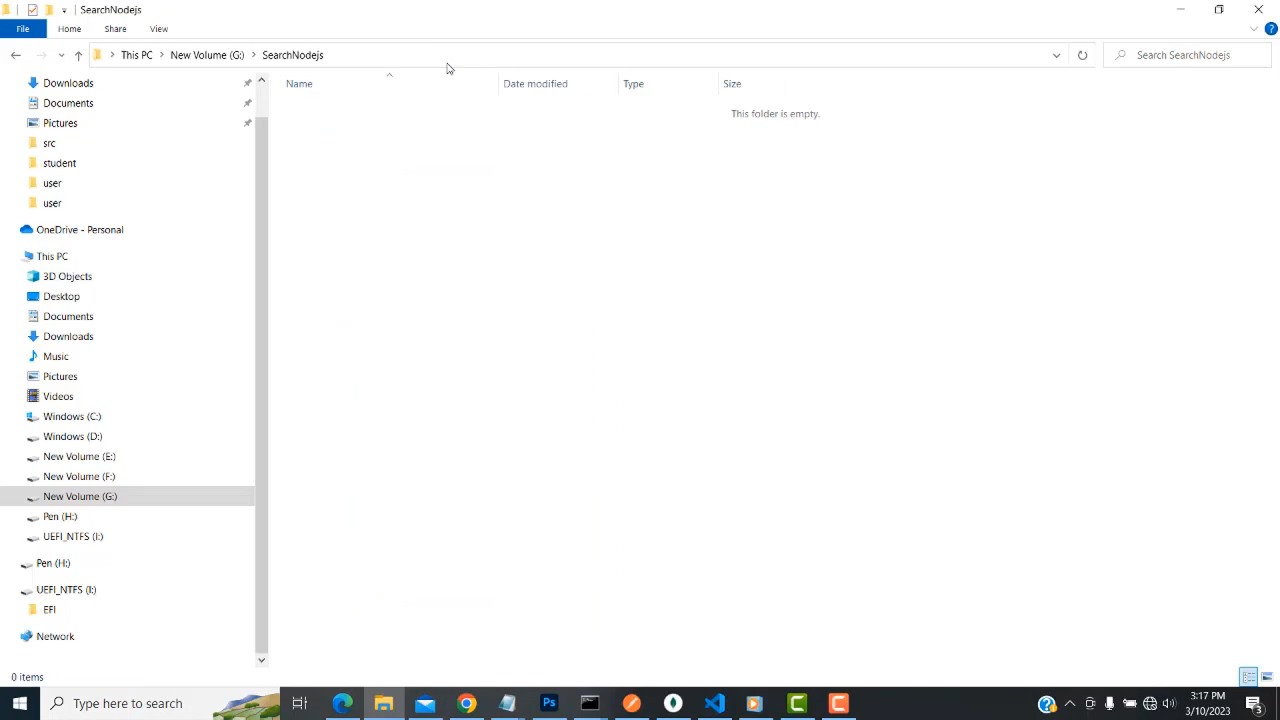 SearchNodejs
File Home Share View
This PC New Volume (G:) SearchNodejs
Search SearchNodejs
Name Date modified Type Size
This folder is empty.
Downloads
Documents
Pictures
src
student
user
user
OneDrive - Personal
This PC
3D Objects
Desktop
Documents
Downloads
Music
Pictures
Videos
Windows (C:)
Windows (D:)
New Volume (E:)
New Volume (F:)
New Volume (G:)
Pen (H:)
UEFI_NTFS (I:)
Pen (H:)
UEFI_NTFS (I:)
EFI
Network
0 items
Type here to search
Ps
3:17 PM
3/10/2023
3